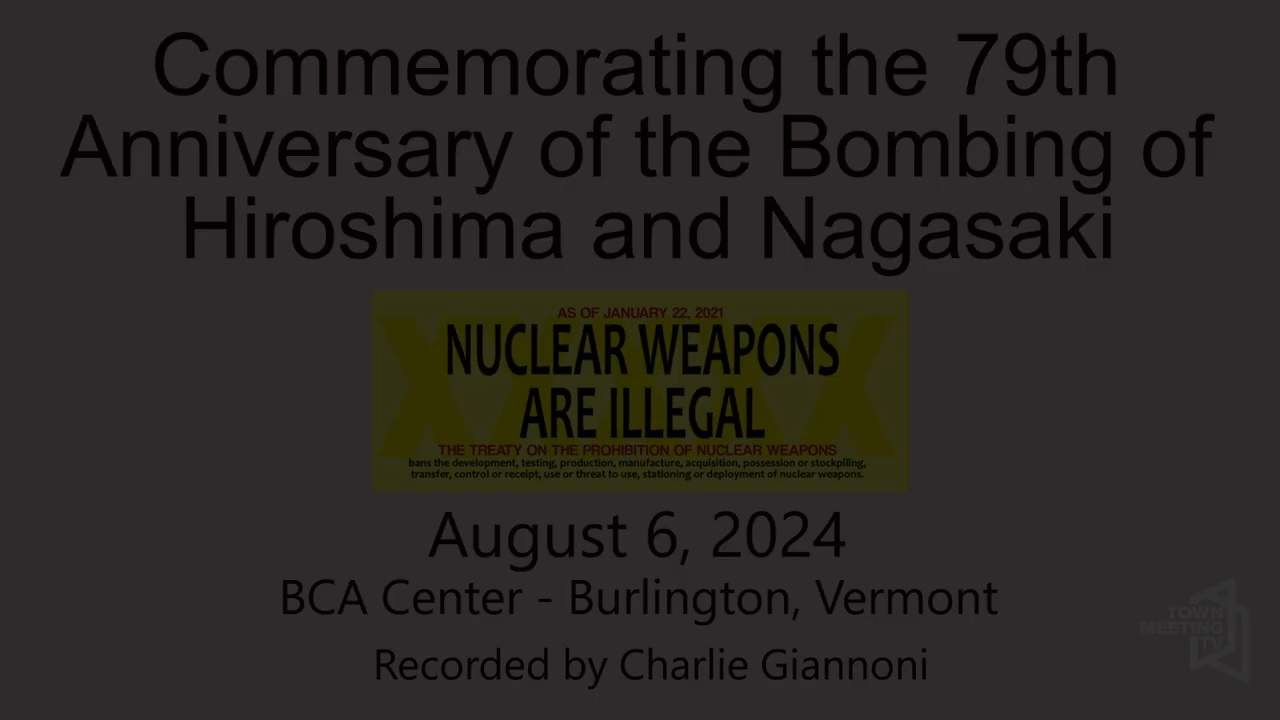 Commemorating the 79th
Anniversary of the Bombing of
Hiroshima and Nagasaki
AS OF JANUARY 22, 2021
NUCLEAR WEAPONS
ARE ILLEGAL
THE TREATY ON THE PROHIBITION OF NUCLEAR WEAPONS
bans the development, testing, production, manufacture, acquisition, possession or stockpiling,
transfer, control or receipt, use or threat to use, stationing or deployment of nuclear weapons.
August 6, 2024
BCA Center - Burlington, Vermont
Recorded by Charlie Giannoni
TOWN
MEETING
TV